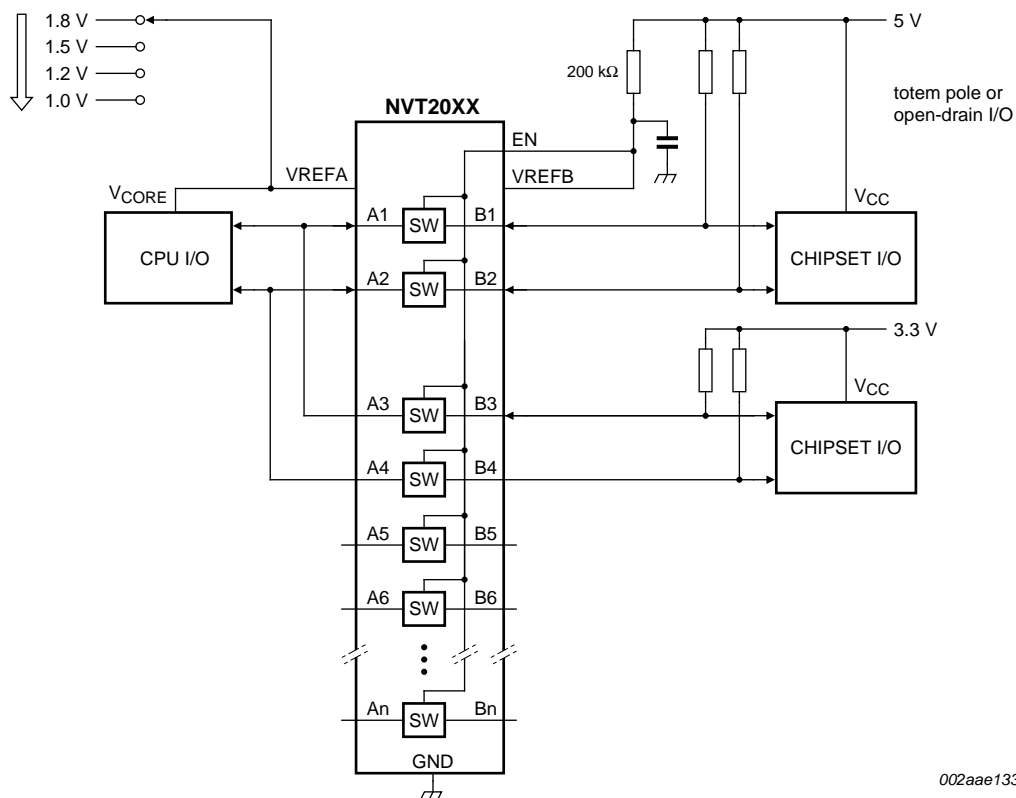 1.8 V
1.5 V
1.2 V
1.0 V
5 V
200 kΩ
totem pole or
open-drain I/O
NVT20XX
EN
VREFA
VREFB
VCORE
VCC
A1
SW
B1
CPU I/O
CHIPSET I/O
A2
SW
B2
3.3 V
VCC
A3
SW
B3
CHIPSET I/O
A4
SW
B4
A5
SW
B5
A6
SW
B6
An
SW
Bn
GND
002aae133